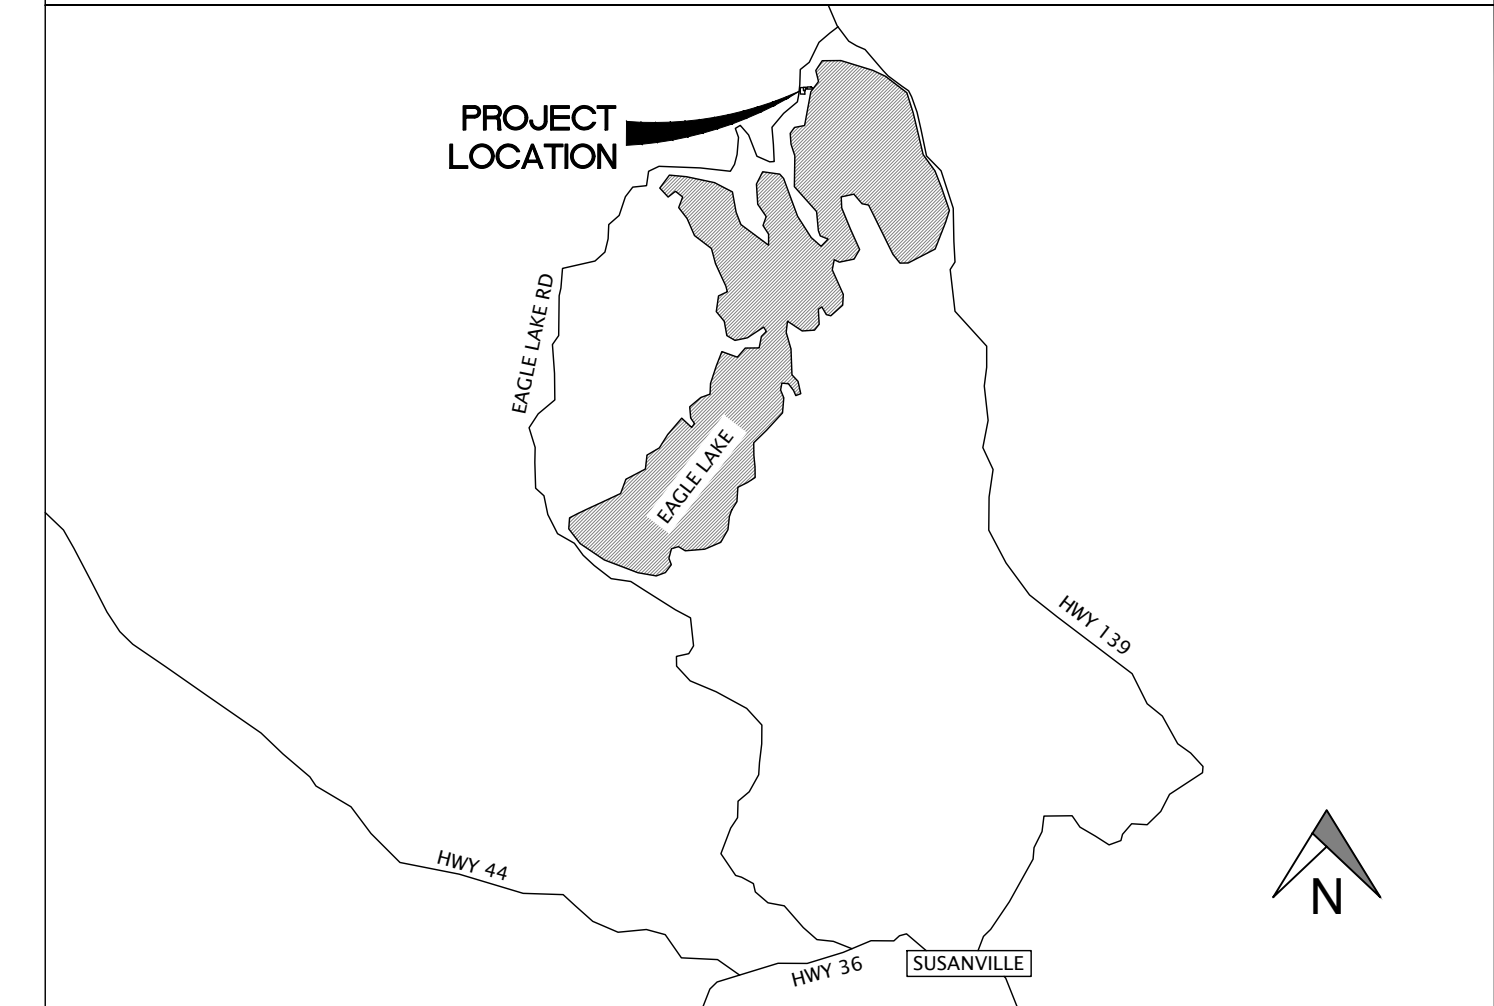 PROJECT
LOCATION
EAGLE LAKE RD
EAGLE LAKE
HWY 139
HWY 44
N
HWY 36
SUSANVILLE